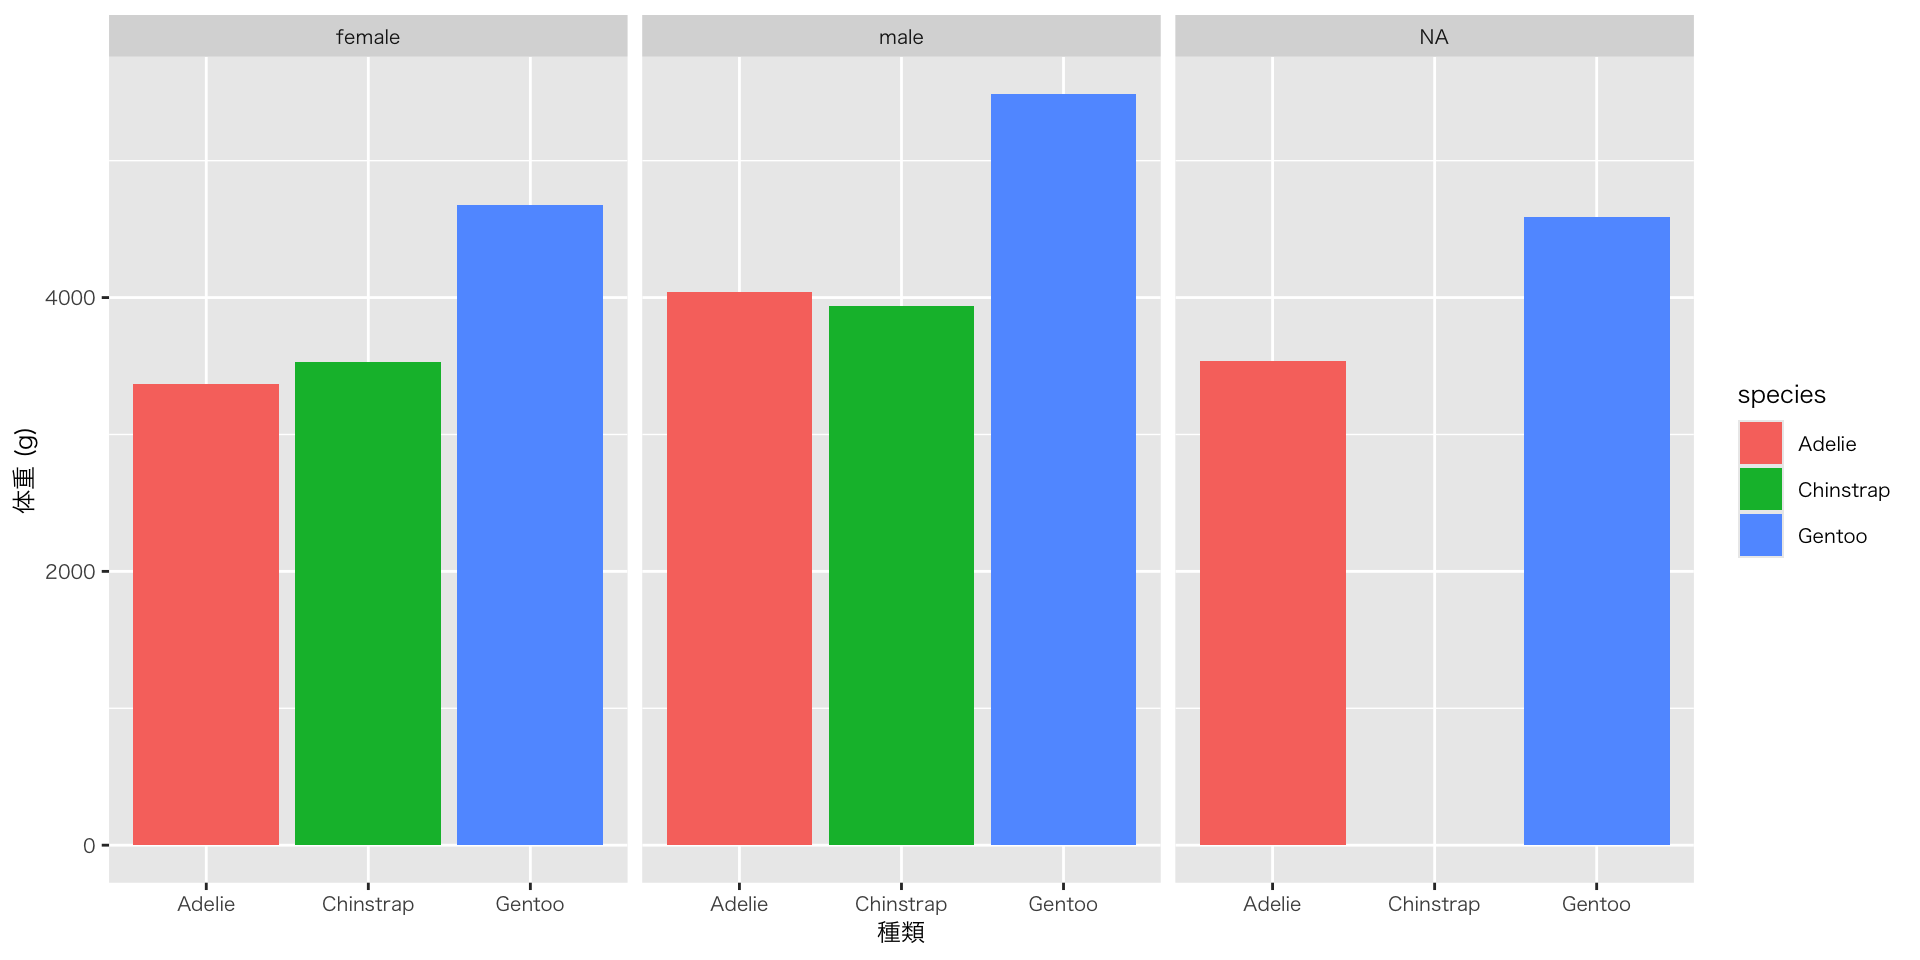 female
male
NA
体重 (g)
4000
2000
0
Adelie
Chinstrap
Gentoo
Adelie
Chinstrap
Gentoo
Adelie
Chinstrap
Gentoo
種類
species
Adelie
Chinstrap
Gentoo